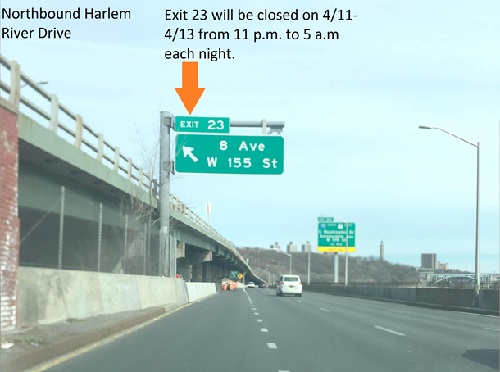 Northbound Harlem
River Drive
Exit 23 will be closed on 4/11-
4/13 from 11 p.m. to 5 a.m
each night.
EXIT 23
8 Ave
W 155 St